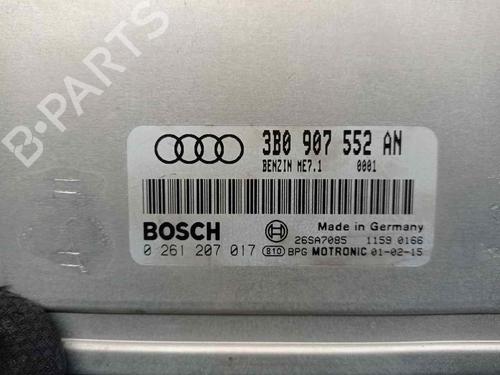 3B0 907 552 AN
BENZIN ME7.1 0001
BOSCH
Made in Germany
26SA7085 1159 0166
0 261 207 017 810 BPG MOTRONIC 01-02-15
B-PARTS